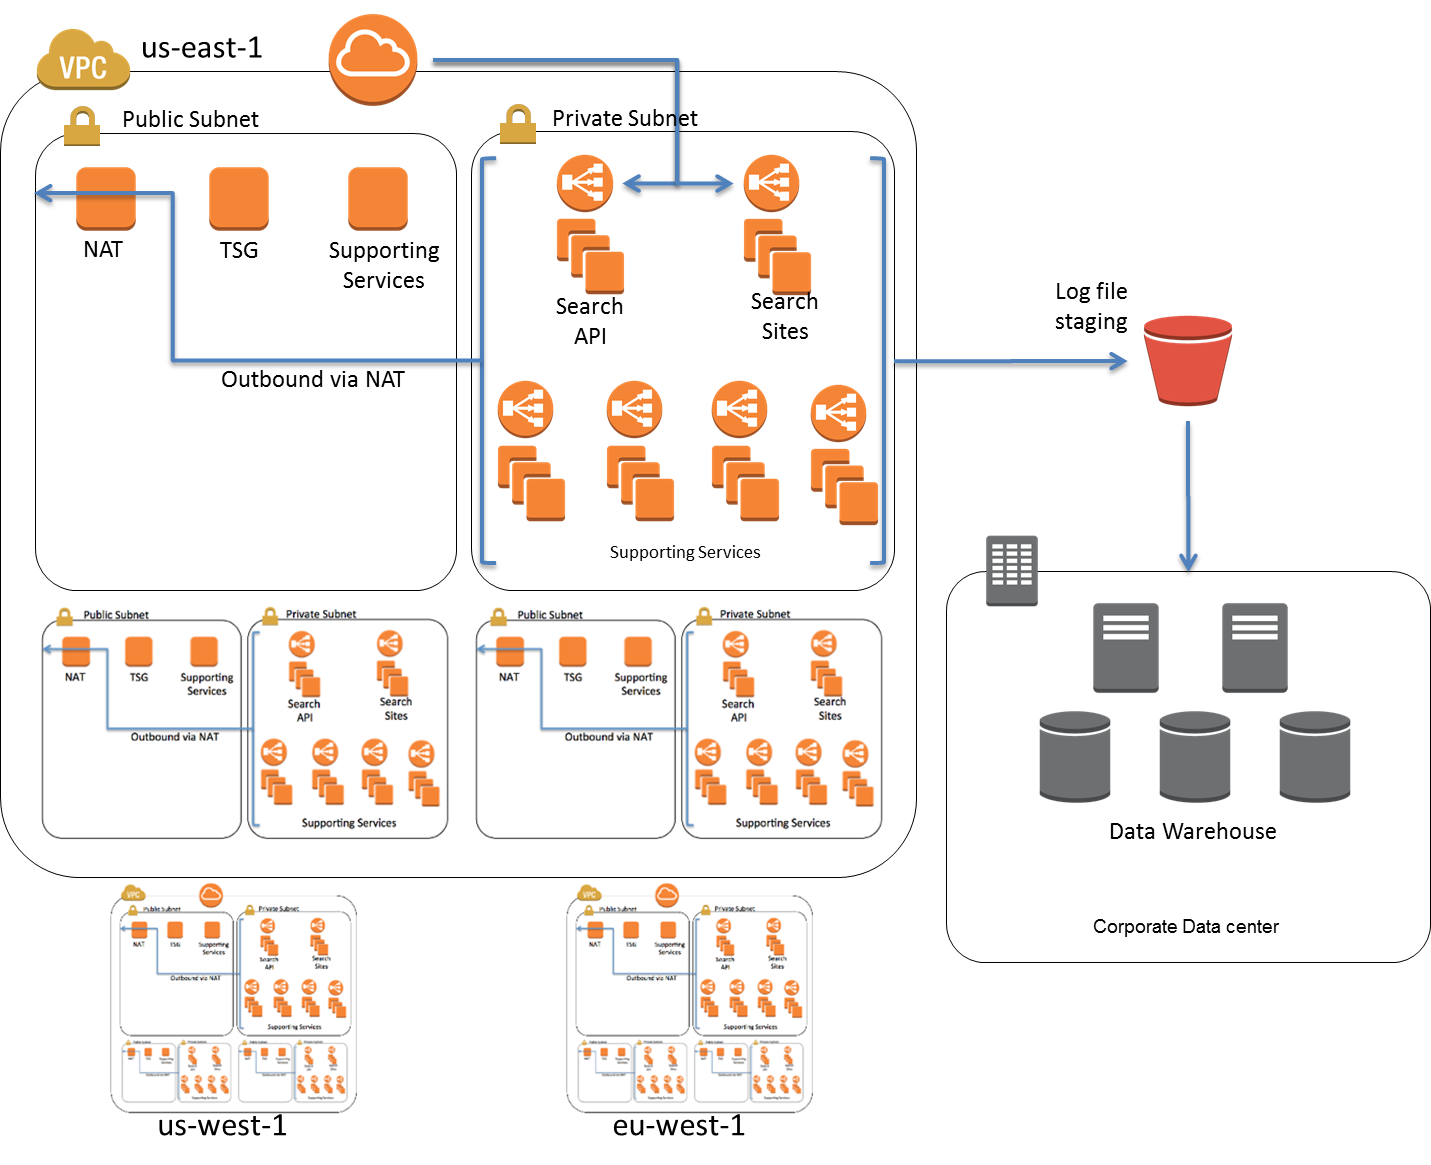 VPC
us-east-1
Public Subnet
Private Subnet
NAT
TSG
Supporting
Services
Search
API
Search
Sites
Outbound via NAT
Supporting Services
Log file
staging
Public Subnet
NAT
TSG
Supporting
Services
Outbound via NAT
Private Subnet
Search
API
Search
Sites
Supporting Services
Public Subnet
NAT
TSG
Supporting
Services
Outbound via NAT
Private Subnet
Search
API
Search
Sites
Supporting Services
Data Warehouse
Corporate Data center
VPC
Public Subnet
Private Subnet
NAT
TSG
Supporting
Services
Search
API
Search
Sites
Outbound via NAT
Supporting Services
us-west-1
VPC
Public Subnet
Private Subnet
NAT
TSG
Supporting
Services
Search
API
Search
Sites
Outbound via NAT
Supporting Services
eu-west-1